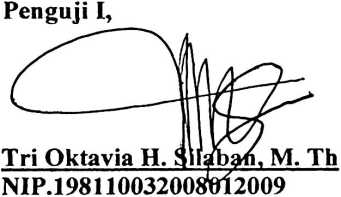 Penguji I,
Tri Oktavia H. Silaban, M. Th
NIP.198110032008012009